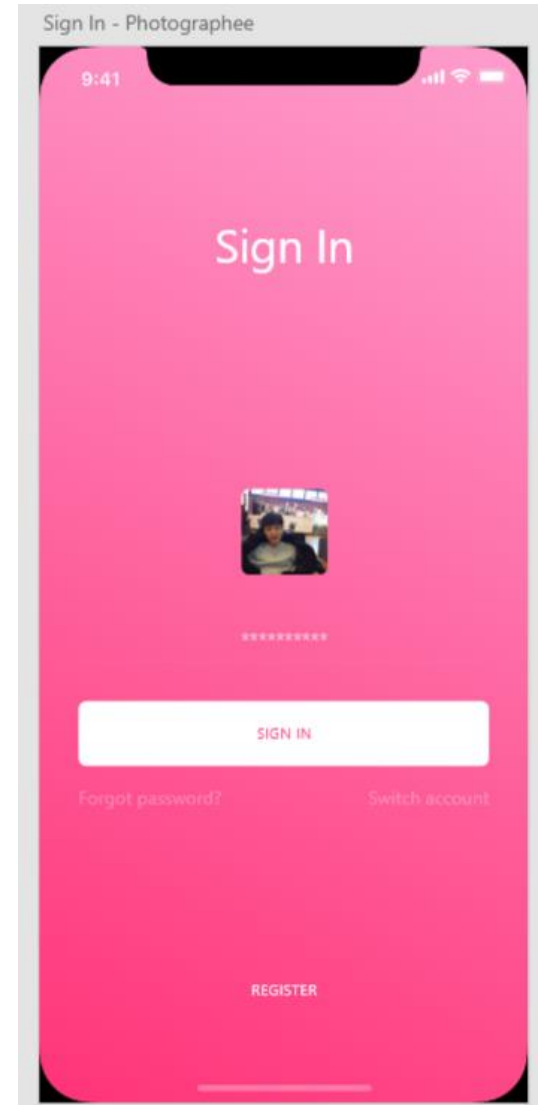 Sign In - Photographee
9:41
Sign In
**********
SIGN IN
Forgot password?
Switch account
REGISTER